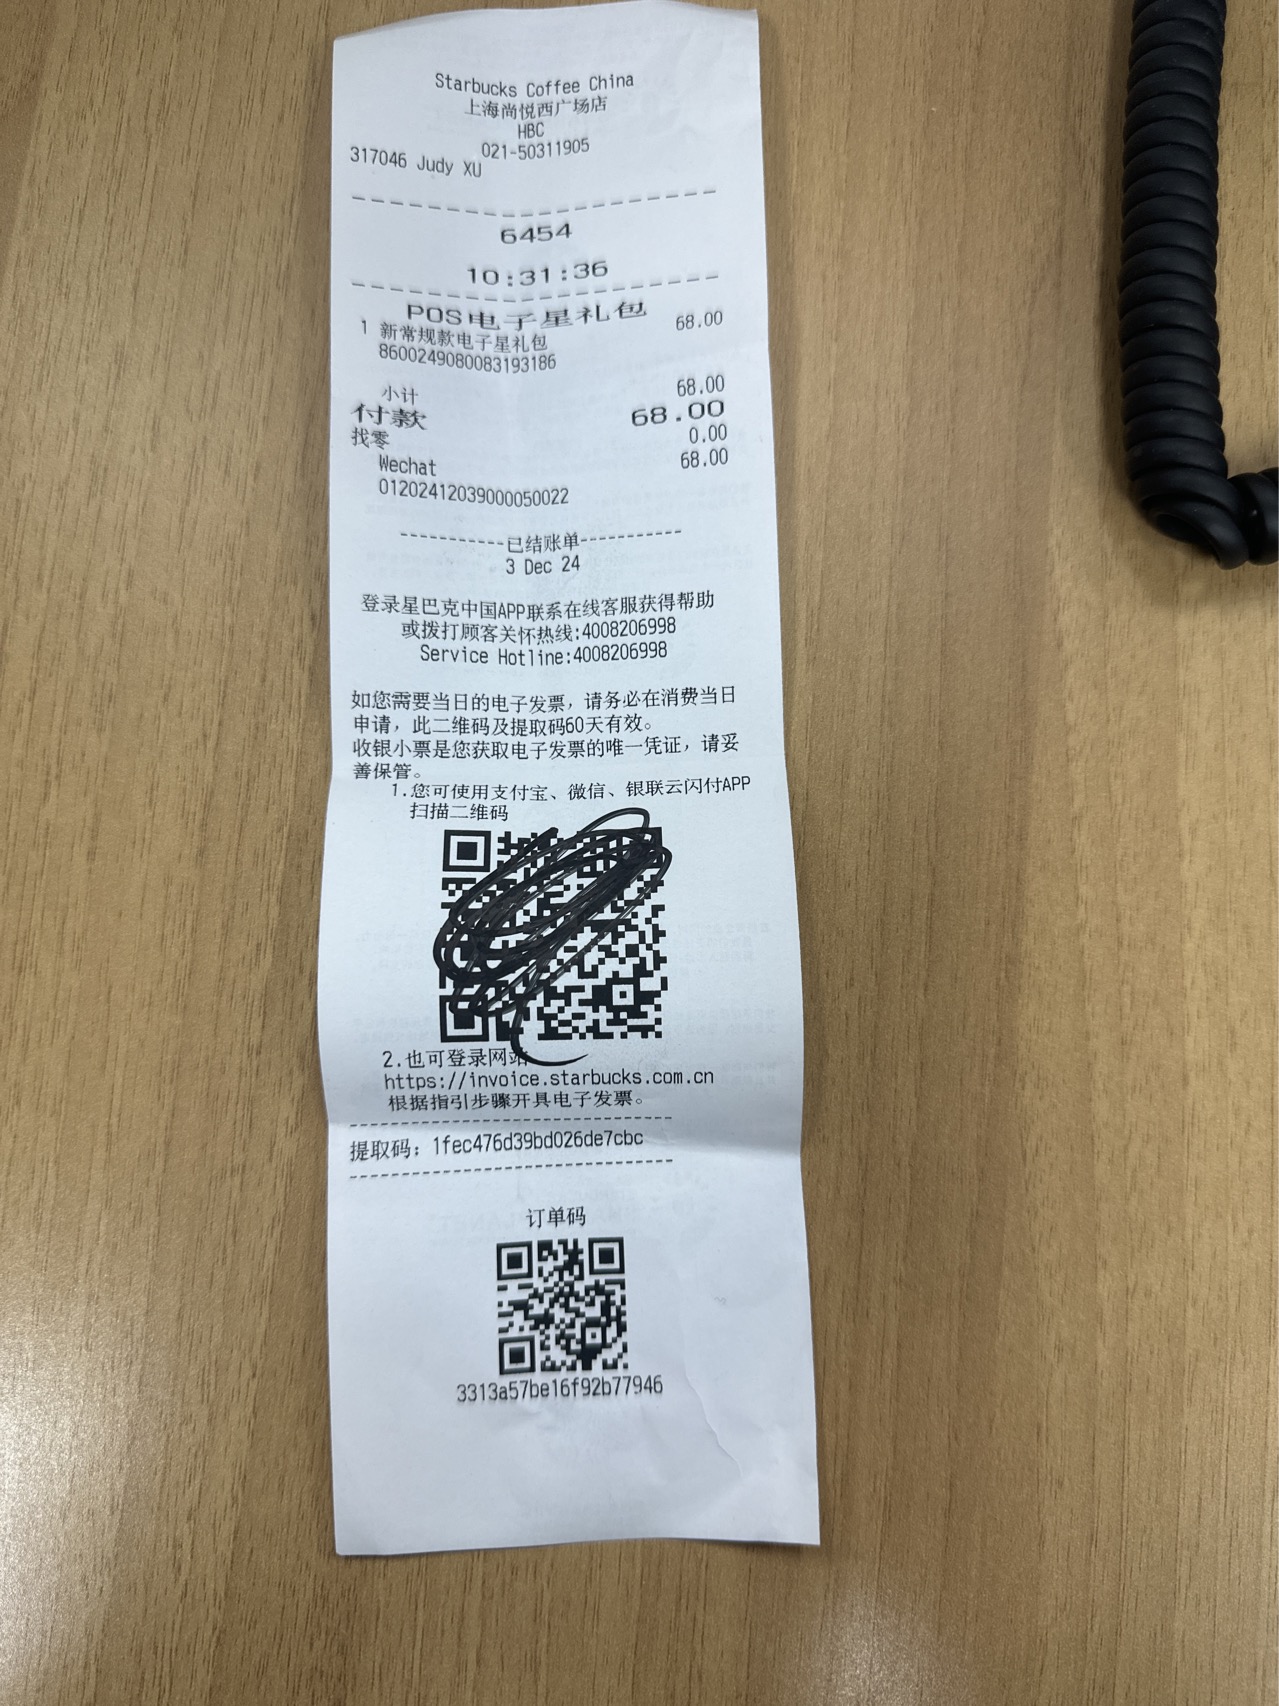 Starbucks Coffee China
上海尚悦西广场店
HBC
021-50311905
317046 Judy XU
6454
10:31:36
POS电子星礼包
1 新常规款电子星礼包 68.00
8600249080083193186
小计 68.00
付款 68.00
找零 0.00
Wechat 68.00
01202412039000050022
-----------已结账单-----------
3 Dec 24
登录星巴克中国APP联系在线客服获得帮助
或拨打顾客关怀热线:4008206998
Service Hotline:4008206998
如您需要当日的电子发票，请务必在消费当日
申请，此二维码及提取码60天有效。
收银小票是您获取电子发票的唯一凭证，请妥
善保管。
1.您可使用支付宝、微信、银联云闪付APP
扫描二维码
2.也可登录网站
https://invoice.starbucks.com.cn
根据指引步骤开具电子发票。
提取码：1fec476d39bd026de7cbc
订单码
3313a57be16f92b77946